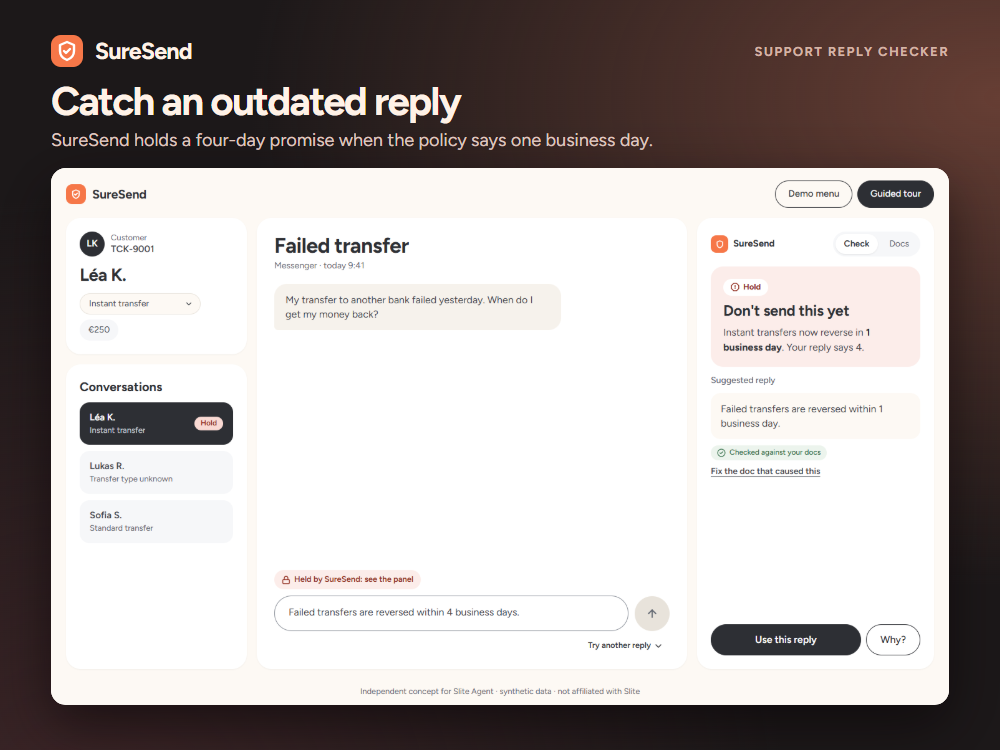 SureSend
SUPPORT REPLY CHECKER
Catch an outdated reply
SureSend holds a four-day promise when the policy says one business day.
SureSend
Demo menu
Guided tour
LK
Customer
TCK-9001
Léa K.
Instant transfer
€250
Conversations
Léa K.
Instant transfer
Hold
Lukas R.
Transfer type unknown
Sofia S.
Standard transfer
Failed transfer
Messenger · today 9:41
My transfer to another bank failed yesterday. When do I
get my money back?
Held by SureSend: see the panel
Failed transfers are reversed within 4 business days.
Try another reply
SureSend
Check
Docs
Hold
Don't send this yet
Instant transfers now reverse in 1
business day. Your reply says 4.
Suggested reply
Failed transfers are reversed within 1
business day.
Checked against your docs
Fix the doc that caused this
Use this reply
Why?
Independent concept for Slite Agent · synthetic data · not affiliated with Slite